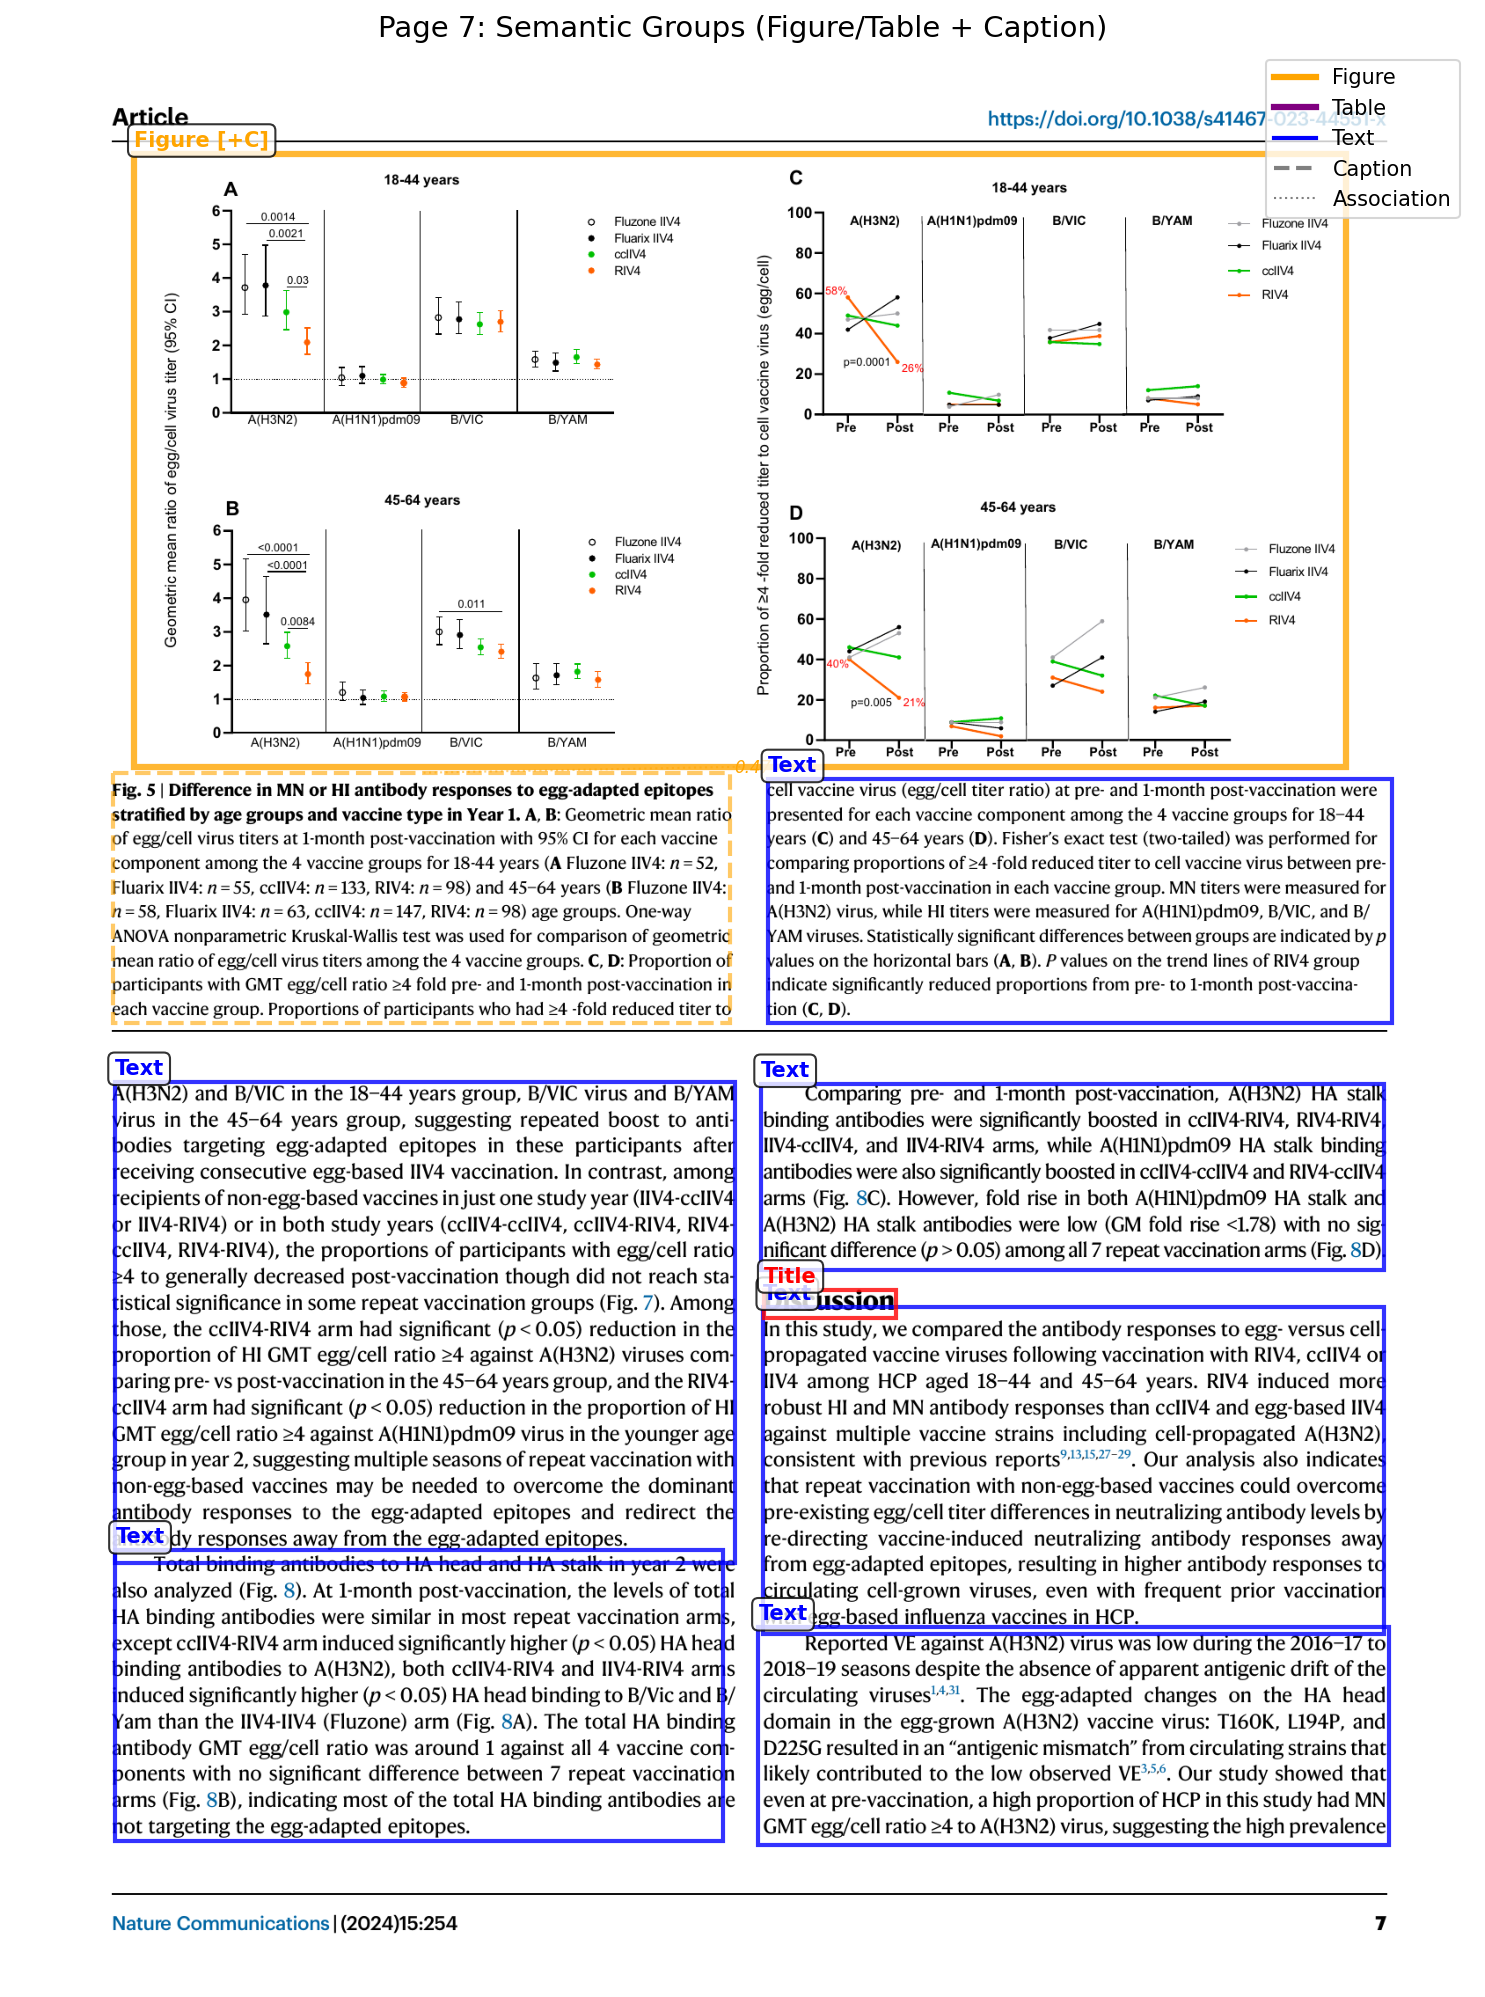 Page 7: Semantic Groups (Figure/Table + Caption)
Figure
Table
Text
Caption
Association
Article
https://doi.org/10.1038/s41467-023-44551-x
Figure [+C]
A
18-44 years
Geometric mean ratio of egg/cell virus titer (95% CI)
6
5
4
3
2
1
0
0.0014
0.0021
0.03
A(H3N2)
A(H1N1)pdm09
B/VIC
B/YAM
Fluzone IIV4
Fluarix IIV4
ccIIV4
RIV4
B
45-64 years
6
5
4
3
2
1
0
<0.0001
<0.0001
0.0084
0.011
A(H3N2)
A(H1N1)pdm09
B/VIC
B/YAM
Fluzone IIV4
Fluarix IIV4
ccIIV4
RIV4
C
18-44 years
Proportion of ≥4 -fold reduced titer to cell vaccine virus (egg/cell)
100
80
60
40
20
0
A(H3N2)
A(H1N1)pdm09
B/VIC
B/YAM
58%
p=0.0001
26%
Pre Post Pre Post Pre Post Pre Post
Fluzone IIV4
Fluarix IIV4
ccIIV4
RIV4
D
45-64 years
100
80
60
40
20
0
A(H3N2)
A(H1N1)pdm09
B/VIC
B/YAM
40%
p=0.005
21%
Pre Post Pre Post Pre Post Pre Post
Fluzone IIV4
Fluarix IIV4
ccIIV4
RIV4
Fig. 5 | Difference in MN or HI antibody responses to egg-adapted epitopes
stratified by age groups and vaccine type in Year 1. A, B: Geometric mean ratio
of egg/cell virus titers at 1-month post-vaccination with 95% CI for each vaccine
component among the 4 vaccine groups for 18-44 years (A Fluzone IIV4: n = 52,
Fluarix IIV4: n = 55, ccIIV4: n = 133, RIV4: n = 98) and 45–64 years (B Fluzone IIV4:
n = 58, Fluarix IIV4: n = 63, ccIIV4: n = 147, RIV4: n = 98) age groups. One-way
ANOVA nonparametric Kruskal-Wallis test was used for comparison of geometric
mean ratio of egg/cell virus titers among the 4 vaccine groups. C, D: Proportion of
participants with GMT egg/cell ratio ≥4 fold pre- and 1-month post-vaccination in
each vaccine group. Proportions of participants who had ≥4 -fold reduced titer to
Text
cell vaccine virus (egg/cell titer ratio) at pre- and 1-month post-vaccination were
presented for each vaccine component among the 4 vaccine groups for 18–44
years (C) and 45–64 years (D). Fisher's exact test (two-tailed) was performed for
comparing proportions of ≥4 -fold reduced titer to cell vaccine virus between pre-
and 1-month post-vaccination in each vaccine group. MN titers were measured for
A(H3N2) virus, while HI titers were measured for A(H1N1)pdm09, B/VIC, and B/
YAM viruses. Statistically significant differences between groups are indicated by p
values on the horizontal bars (A, B). P values on the trend lines of RIV4 group
indicate significantly reduced proportions from pre- to 1-month post-vaccina-
tion (C, D).
Text
A(H3N2) and B/VIC in the 18–44 years group, B/VIC virus and B/YAM
virus in the 45–64 years group, suggesting repeated boost to anti-
bodies targeting egg-adapted epitopes in these participants after
receiving consecutive egg-based IIV4 vaccination. In contrast, among
recipients of non-egg-based vaccines in just one study year (IIV4-ccIIV4
or IIV4-RIV4) or in both study years (ccIIV4-ccIIV4, ccIIV4-RIV4, RIV4-
ccIIV4, RIV4-RIV4), the proportions of participants with egg/cell ratio
≥4 to generally decreased post-vaccination though did not reach sta-
tistical significance in some repeat vaccination groups (Fig. 7). Among
those, the ccIIV4-RIV4 arm had significant (p < 0.05) reduction in the
proportion of HI GMT egg/cell ratio ≥4 against A(H3N2) viruses com-
paring pre- vs post-vaccination in the 45–64 years group, and the RIV4-
ccIIV4 arm had significant (p < 0.05) reduction in the proportion of HI
GMT egg/cell ratio ≥4 against A(H1N1)pdm09 virus in the younger age
group in year 2, suggesting multiple seasons of repeat vaccination with
non-egg-based vaccines may be needed to overcome the dominant
antibody responses to the egg-adapted epitopes and redirect the
antibody responses away from the egg-adapted epitopes.
Text
Total binding antibodies to HA head and HA stalk in year 2 were
also analyzed (Fig. 8). At 1-month post-vaccination, the levels of total
HA binding antibodies were similar in most repeat vaccination arms,
except ccIIV4-RIV4 arm induced significantly higher (p < 0.05) HA head
binding antibodies to A(H3N2), both ccIIV4-RIV4 and IIV4-RIV4 arms
induced significantly higher (p < 0.05) HA head binding to B/Vic and B/
Yam than the IIV4-IIV4 (Fluzone) arm (Fig. 8A). The total HA binding
antibody GMT egg/cell ratio was around 1 against all 4 vaccine com-
ponents with no significant difference between 7 repeat vaccination
arms (Fig. 8B), indicating most of the total HA binding antibodies are
not targeting the egg-adapted epitopes.
Text
Comparing pre- and 1-month post-vaccination, A(H3N2) HA stalk
binding antibodies were significantly boosted in ccIIV4-RIV4, RIV4-RIV4,
IIV4-ccIIV4, and IIV4-RIV4 arms, while A(H1N1)pdm09 HA stalk binding
antibodies were also significantly boosted in ccIIV4-ccIIV4 and RIV4-ccIIV4
arms (Fig. 8C). However, fold rise in both A(H1N1)pdm09 HA stalk and
A(H3N2) HA stalk antibodies were low (GM fold rise <1.78) with no sig-
nificant difference (p > 0.05) among all 7 repeat vaccination arms (Fig. 8D).
Title
Text
Discussion
In this study, we compared the antibody responses to egg- versus cell-
propagated vaccine viruses following vaccination with RIV4, ccIIV4 or
IIV4 among HCP aged 18–44 and 45–64 years. RIV4 induced more
robust HI and MN antibody responses than ccIIV4 and egg-based IIV4
against multiple vaccine strains including cell-propagated A(H3N2),
consistent with previous reports9,13,15,27–29. Our analysis also indicates
that repeat vaccination with non-egg-based vaccines could overcome
pre-existing egg/cell titer differences in neutralizing antibody levels by
re-directing vaccine-induced neutralizing antibody responses away
from egg-adapted epitopes, resulting in higher antibody responses to
circulating cell-grown viruses, even with frequent prior vaccination
with egg-based influenza vaccines in HCP.
Text
Reported VE against A(H3N2) virus was low during the 2016–17 to
2018–19 seasons despite the absence of apparent antigenic drift of the
circulating viruses1,4,31. The egg-adapted changes on the HA head
domain in the egg-grown A(H3N2) vaccine virus: T160K, L194P, and
D225G resulted in an “antigenic mismatch” from circulating strains that
likely contributed to the low observed VE3,5,6. Our study showed that
even at pre-vaccination, a high proportion of HCP in this study had MN
GMT egg/cell ratio ≥4 to A(H3N2) virus, suggesting the high prevalence
Nature Communications | (2024)15:254
7